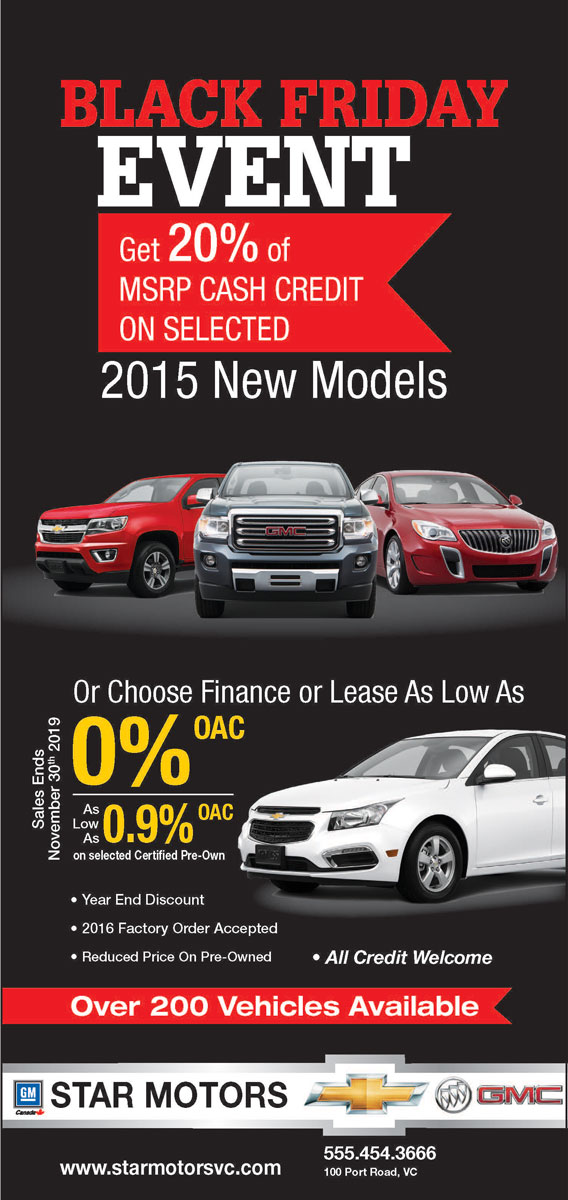 BLACK FRIDAY
EVENT
Get 20% of
MSRP CASH CREDIT
ON SELECTED
2015 New Models
GMC
Or Choose Finance or Lease As Low As
Sales Ends
November 30th 2019
0% OAC
As
Low
As
0.9% OAC
on selected Certified Pre-Own
• Year End Discount
• 2016 Factory Order Accepted
• Reduced Price On Pre-Owned
• All Credit Welcome
Over 200 Vehicles Available
GM
Canada
STAR MOTORS
GMC
www.starmotorsvc.com
555.454.3666
100 Port Road, VC